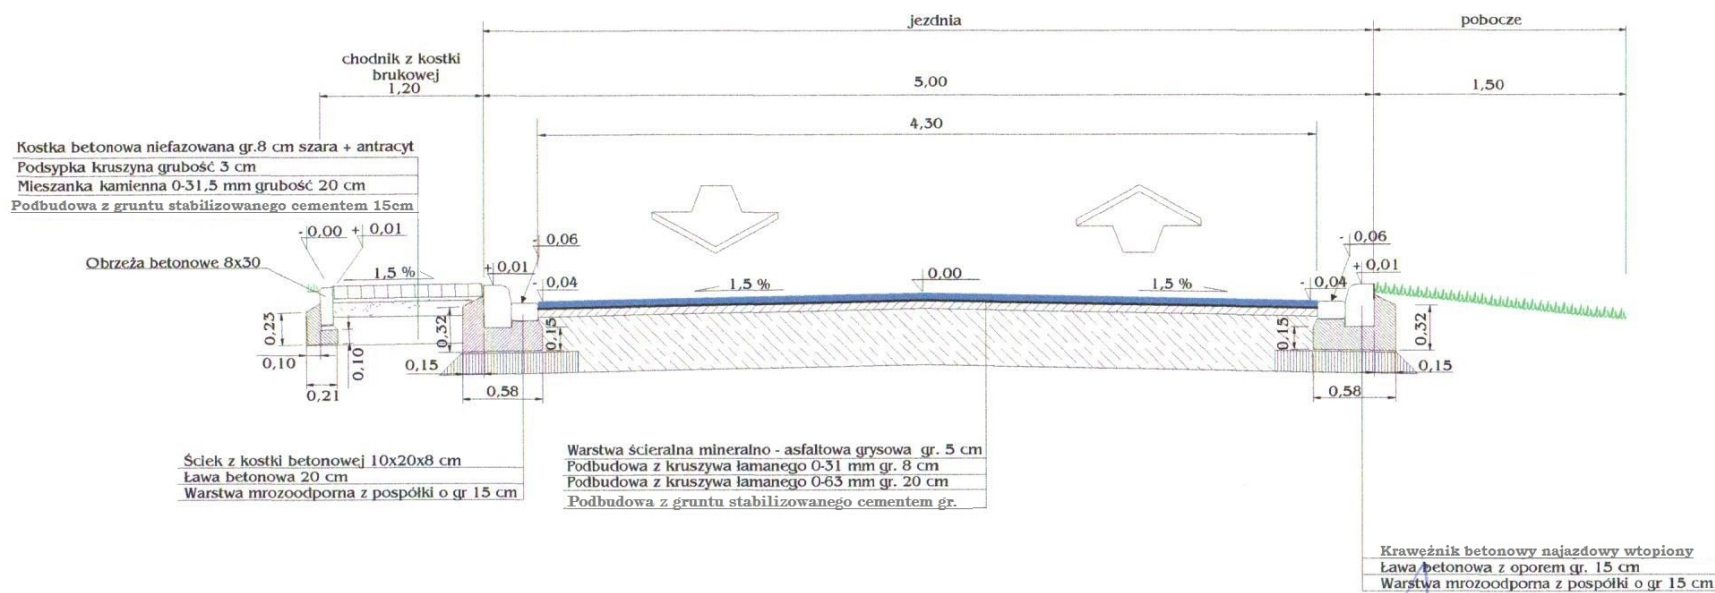 jezdnia
pobocze
chodnik z kostki
brukowej
1,20
5,00
1,50
4,30
Kostka betonowa niefazowana gr.8 cm szara + antracyt
Podsypka kruszyna grubość 3 cm
Mieszanka kamienna 0-31,5 mm grubość 20 cm
Podbudowa z gruntu stabilizowanego cementem 15cm
- 0,00
+ 0,01
- 0,06
- 0,06
Obrzeża betonowe 8x30
1,5 %
+ 0,01
- 0,04
1,5 %
0,00
1,5 %
- 0,04
+ 0,01
0,23
0,32
0,15
0,15
0,32
0,10
0,10
0,15
0,15
0,21
0,58
0,58
Ściek z kostki betonowej 10x20x8 cm
Ława betonowa 20 cm
Warstwa mrozoodporna z pospółki o gr 15 cm
Warstwa ścieralna mineralno - asfaltowa grysowa gr. 5 cm
Podbudowa z kruszywa łamanego 0-31 mm gr. 8 cm
Podbudowa z kruszywa łamanego 0-63 mm gr. 20 cm
Podbudowa z gruntu stabilizowanego cementem gr.
Krawężnik betonowy najazdowy wtopiony
Ława betonowa z oporem gr. 15 cm
Warstwa mrozoodporna z pospółki o gr 15 cm